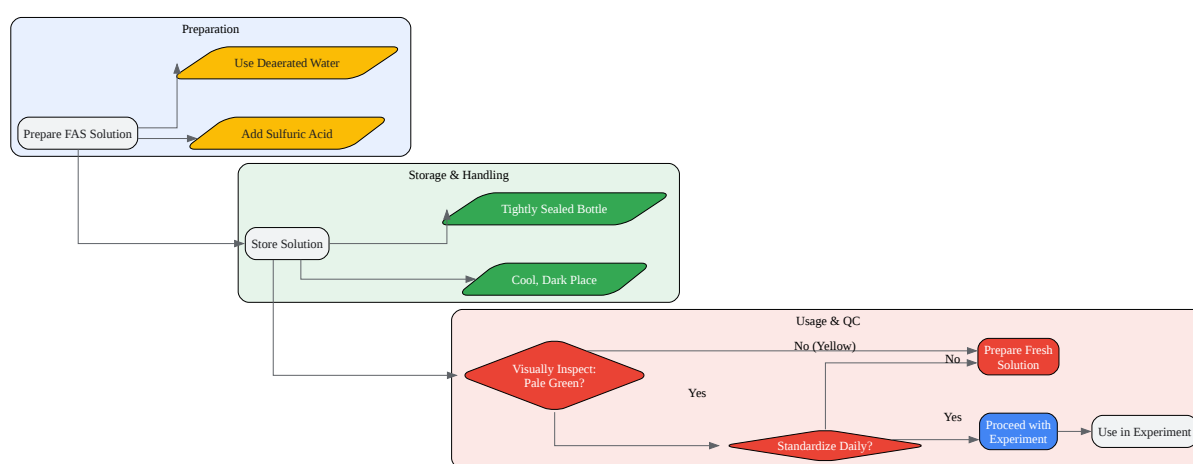 Preparation
Use Deaerated Water
Prepare FAS Solution
Add Sulfuric Acid
Storage & Handling
Tightly Sealed Bottle
Store Solution
Cool, Dark Place
Usage & QC
No (Yellow)
Prepare Fresh
Solution
No
Visually Inspect:
Pale Green?
Yes
Yes
Standardize Daily?
Proceed with
Experiment
Use in Experiment